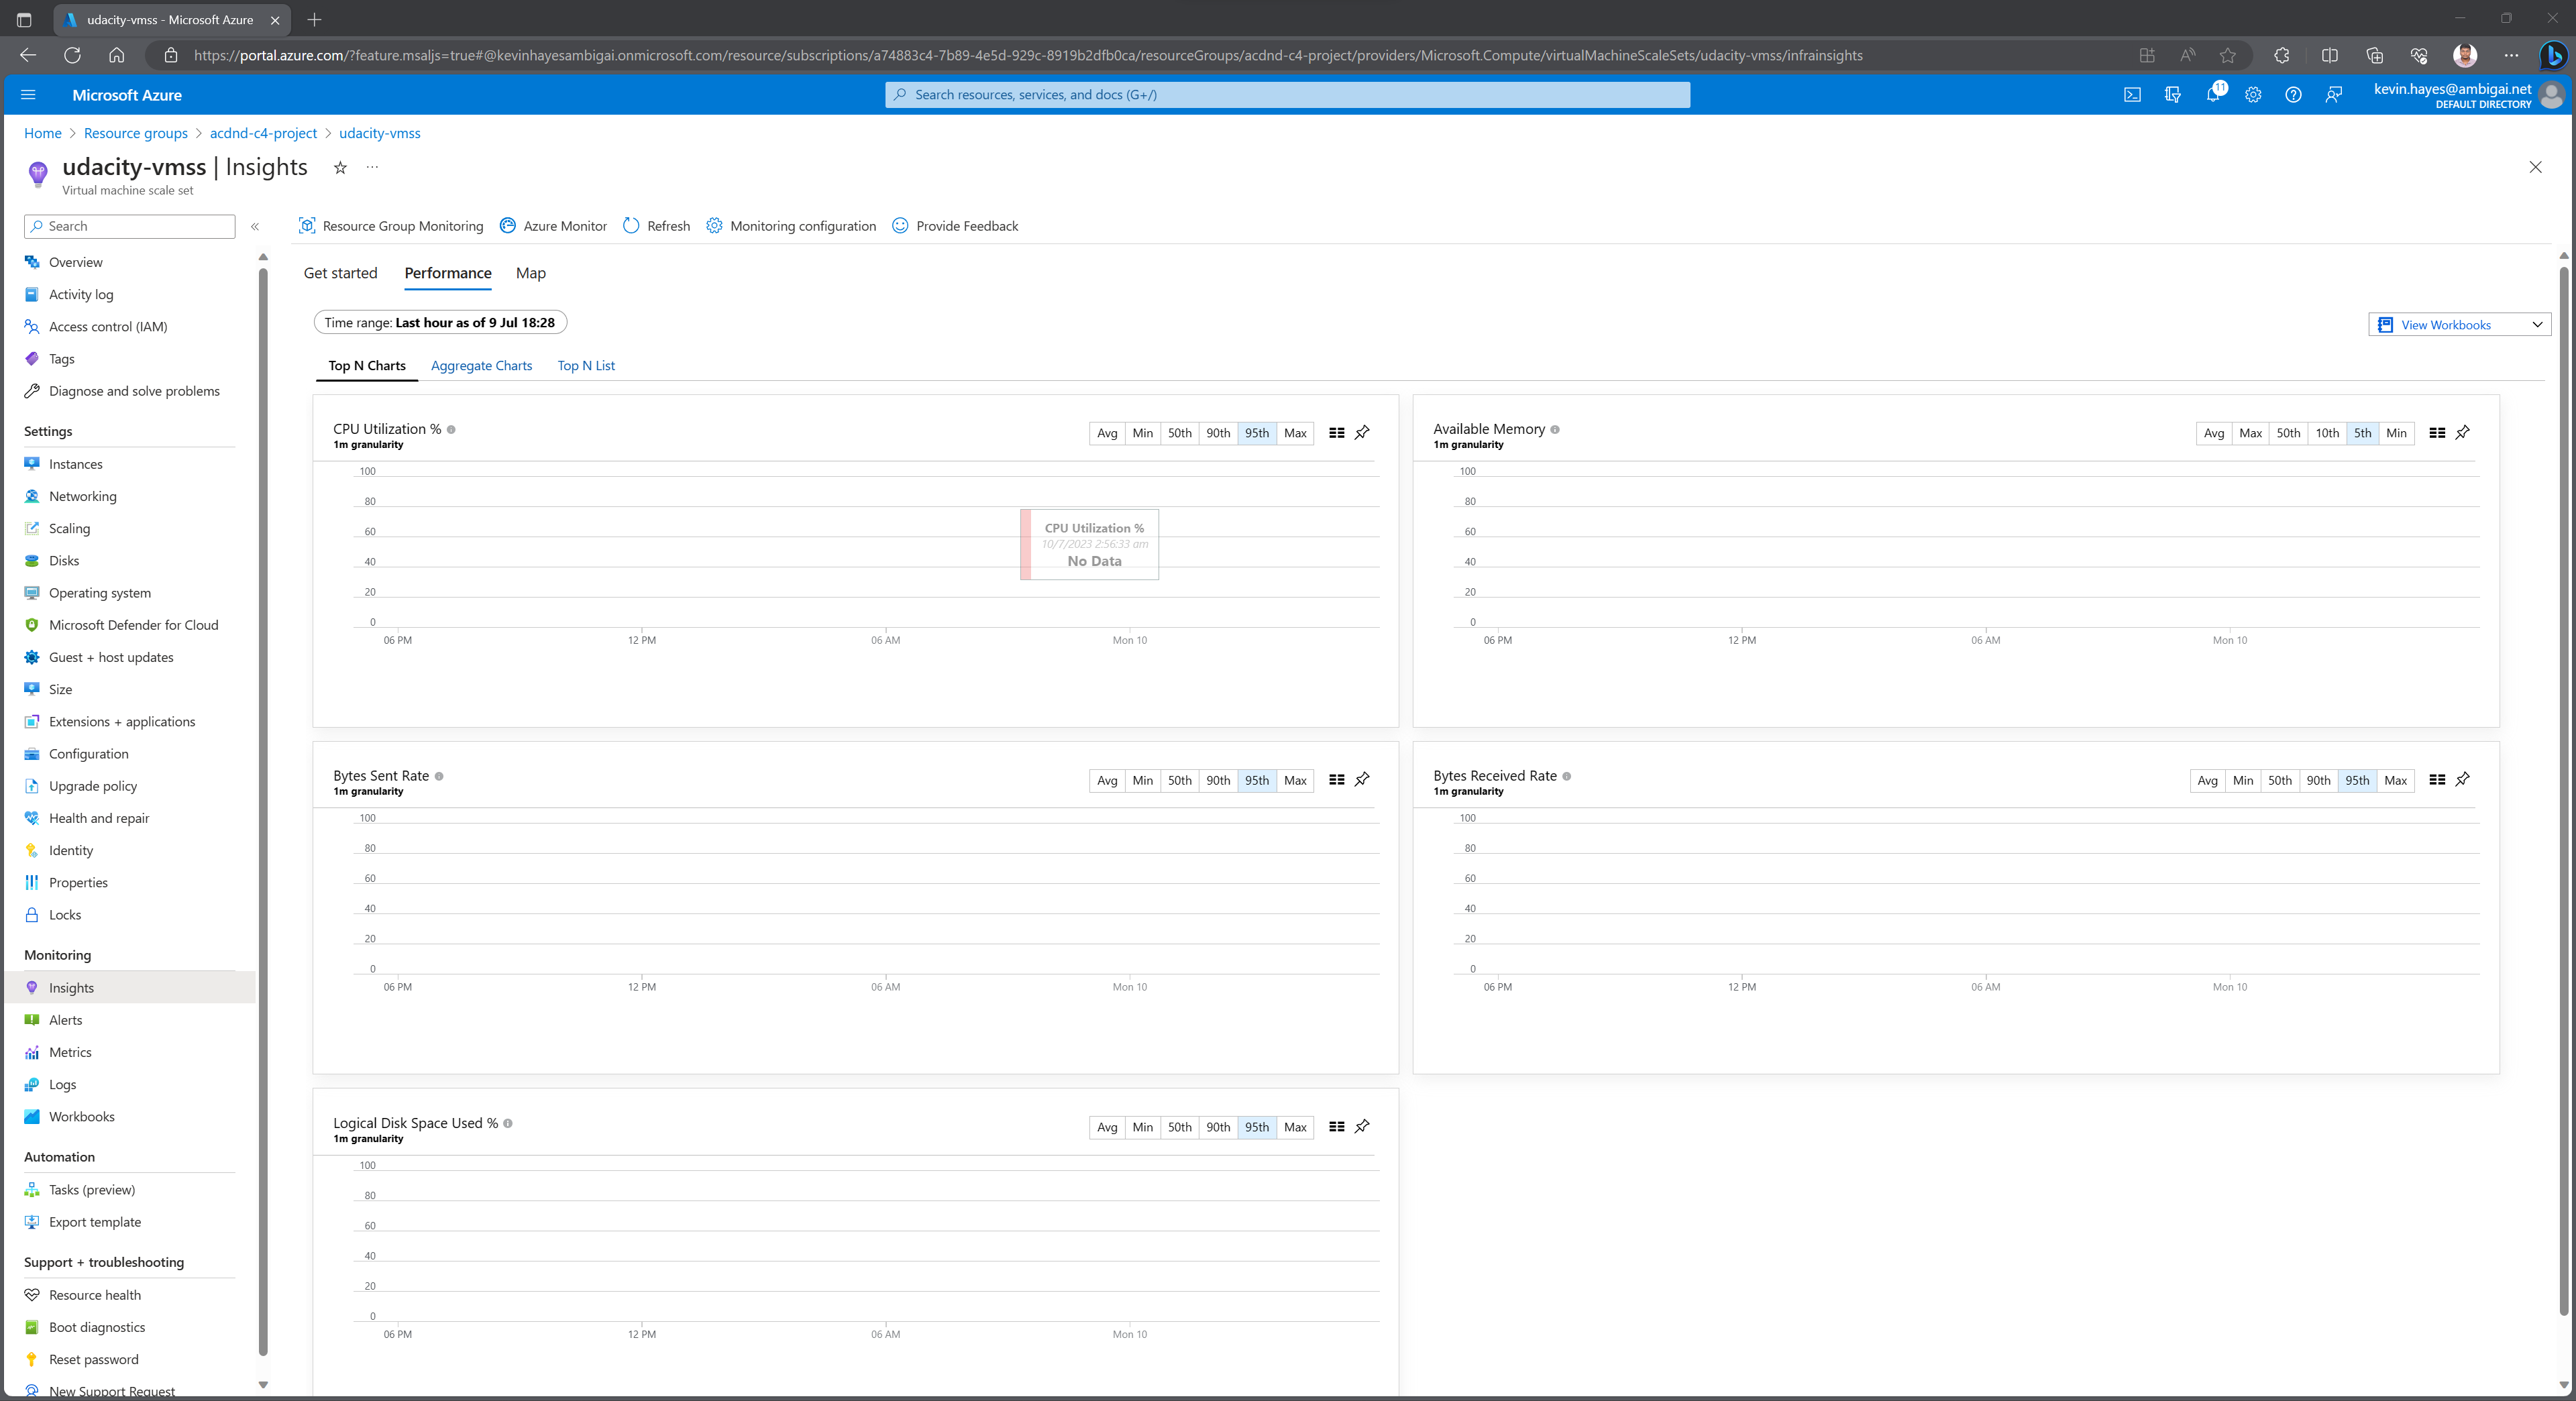 udacity-vmss - Microsoft Azure
https://portal.azure.com/?feature.msaljs=true#@kevinhayesambigai.onmicrosoft.com/resource/subscriptions/a74883c4-7b89-4e5d-929c-8919b2dfb0ca/resourceGroups/acdnd-c4-project/providers/Microsoft.Compute/virtualMachineScaleSets/udacity-vmss/infrainsights
Microsoft Azure
Search resources, services, and docs (G+/)
11
kevin.hayes@ambigai.net
DEFAULT DIRECTORY
Home > Resource groups > acdnd-c4-project > udacity-vmss
udacity-vmss | Insights
Virtual machine scale set
Search
Resource Group Monitoring Azure Monitor Refresh Monitoring configuration Provide Feedback
Overview
Activity log
Access control (IAM)
Tags
Diagnose and solve problems
Settings
Instances
Networking
Scaling
Disks
Operating system
Microsoft Defender for Cloud
Guest + host updates
Size
Extensions + applications
Configuration
Upgrade policy
Health and repair
Identity
Properties
Locks
Monitoring
Insights
Alerts
Metrics
Logs
Workbooks
Automation
Tasks (preview)
Export template
Support + troubleshooting
Resource health
Boot diagnostics
Reset password
New Support Request
Get started Performance Map
Time range: Last hour as of 9 Jul 18:28
View Workbooks
Top N Charts Aggregate Charts Top N List
CPU Utilization %
1m granularity
Avg Min 50th 90th 95th Max
100
80
60
40
20
0
06 PM 12 PM 06 AM Mon 10
CPU Utilization %
10/7/2023 2:56:33 am
No Data
Available Memory
1m granularity
Avg Max 50th 10th 5th Min
100
80
60
40
20
0
06 PM 12 PM 06 AM Mon 10
Bytes Sent Rate
1m granularity
Avg Min 50th 90th 95th Max
100
80
60
40
20
0
06 PM 12 PM 06 AM Mon 10
Bytes Received Rate
1m granularity
Avg Min 50th 90th 95th Max
100
80
60
40
20
0
06 PM 12 PM 06 AM Mon 10
Logical Disk Space Used %
1m granularity
Avg Min 50th 90th 95th Max
100
80
60
40
20
0
06 PM 12 PM 06 AM Mon 10